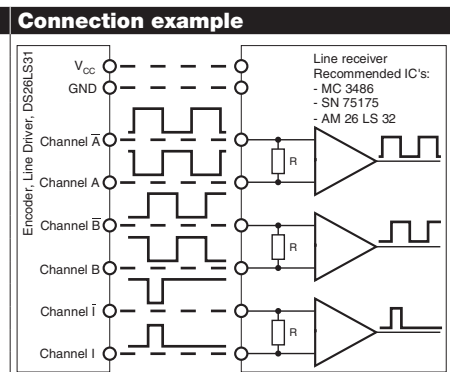 Connection example
Encoder, Line Driver, DS26LS31
V_CC
GND
Channel A̅
Channel A
Channel B̅
Channel B
Channel I̅
Channel I
Line receiver
Recommended IC's:
- MC 3486
- SN 75175
- AM 26 LS 32
R
R
R